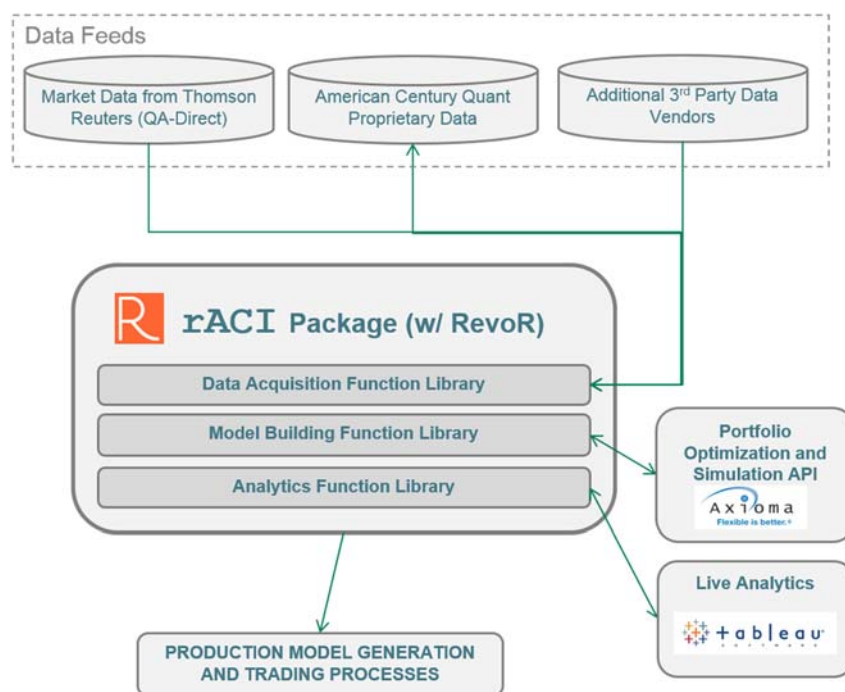 Data Feeds
Market Data from Thomson
Reuters (QA-Direct)
American Century Quant
Proprietary Data
Additional 3rd Party Data
Vendors
R
rACI Package (w/ RevoR)
Data Acquisition Function Library
Model Building Function Library
Analytics Function Library
Portfolio
Optimization and
Simulation API
Axioma
Flexible is better.®
Live Analytics
+ableau®
SOFTWARE
PRODUCTION MODEL GENERATION
AND TRADING PROCESSES